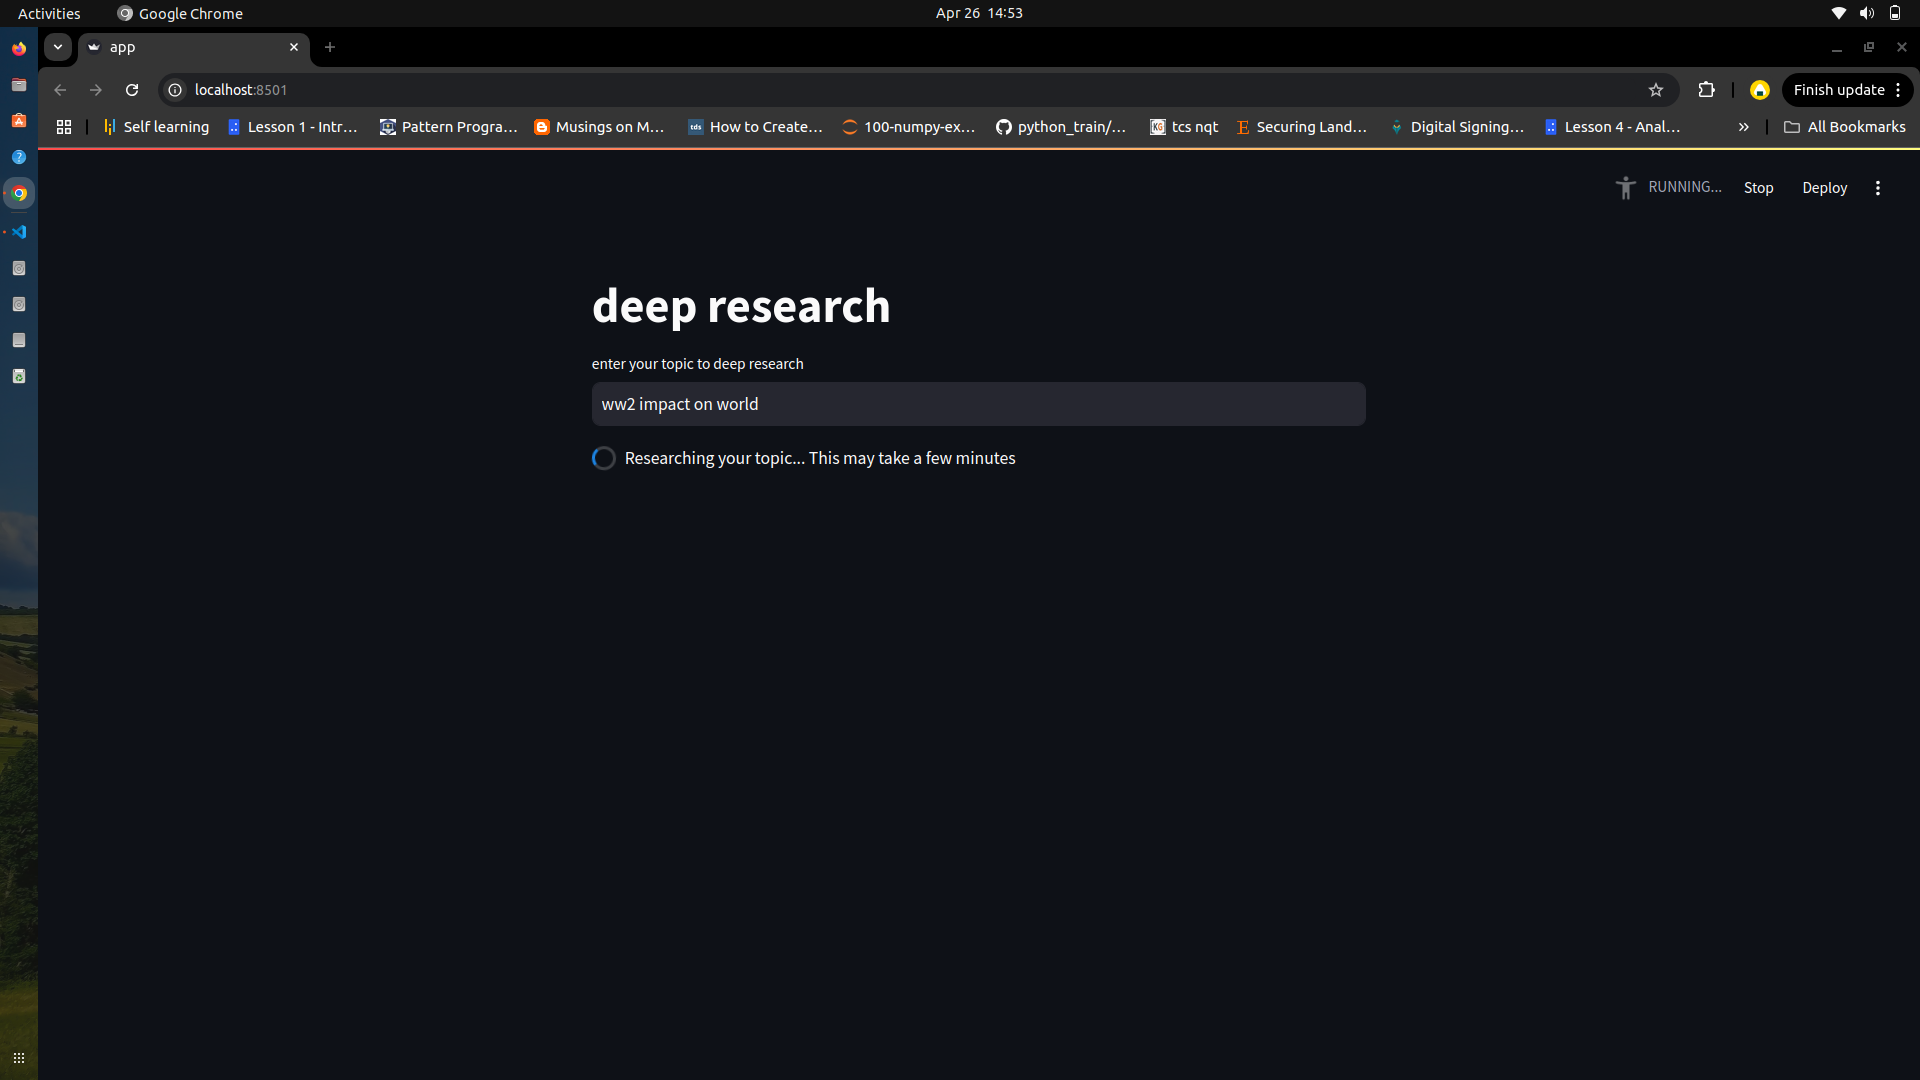 Activities Google Chrome Apr 26 14:53
app
localhost:8501 Finish update
Self learning Lesson 1 - Intr... Pattern Progra... Musings on M... How to Create... 100-numpy-ex... python_train/... tcs nqt Securing Land... Digital Signing... Lesson 4 - Anal... » All Bookmarks
RUNNING... Stop Deploy
deep research
enter your topic to deep research
ww2 impact on world
Researching your topic... This may take a few minutes